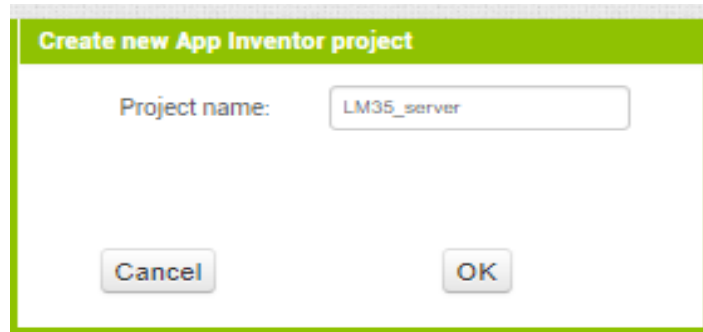 Create new App Inventor project
Project name: LM35_server
Cancel OK